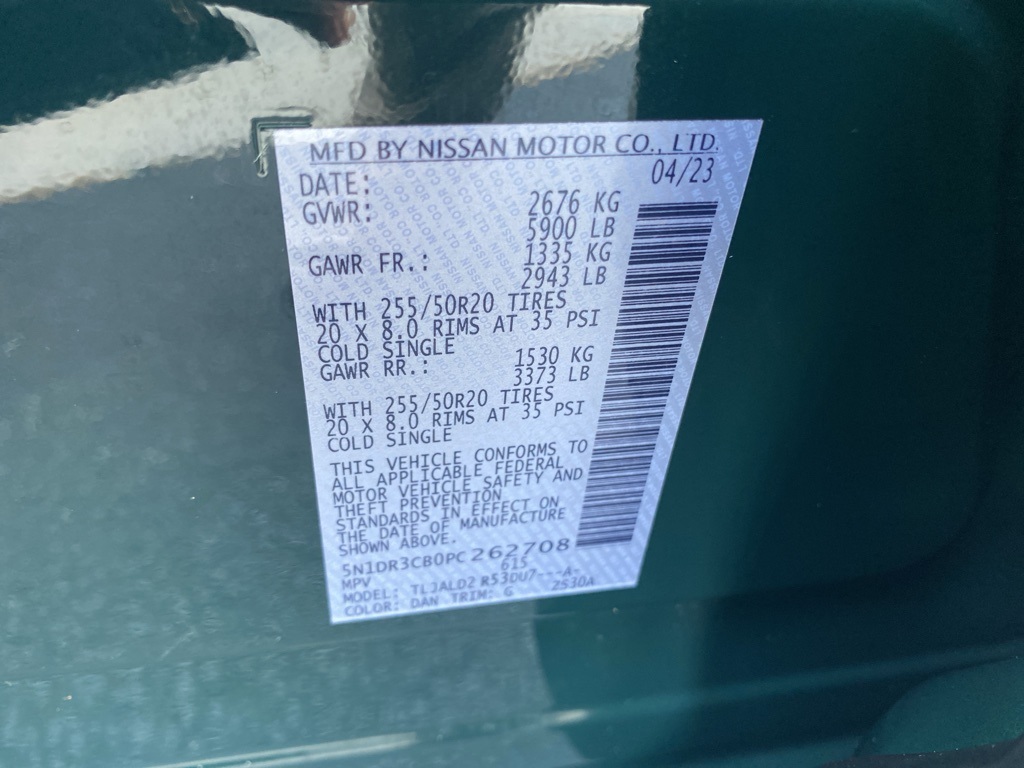 MFD BY NISSAN MOTOR CO., LTD.
DATE: 04/23
GVWR: 2676 KG
5900 LB
GAWR FR.: 1335 KG
2943 LB
WITH 255/50R20 TIRES
20 X 8.0 RIMS AT 35 PSI
COLD SINGLE
GAWR RR.: 1530 KG
3373 LB
WITH 255/50R20 TIRES
20 X 8.0 RIMS AT 35 PSI
COLD SINGLE
THIS VEHICLE CONFORMS TO
ALL APPLICABLE FEDERAL
MOTOR VEHICLE SAFETY AND
THEFT PREVENTION
STANDARDS IN EFFECT ON
THE DATE OF MANUFACTURE
SHOWN ABOVE.
5N1DR3CB0PC262708
MPV 615
MODEL: TLJALD2 R53DU7---A-
COLOR: DAN TRIM: G 2S30A